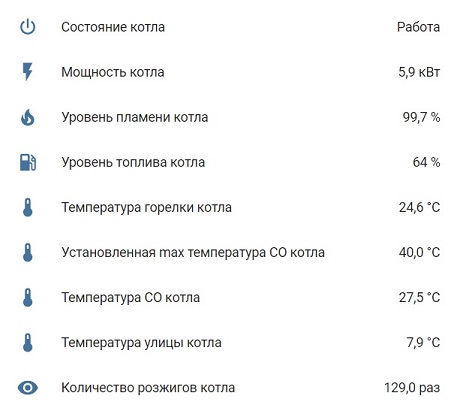 Состояние котла Работа
Мощность котла 5,9 кВт
Уровень пламени котла 99,7 %
Уровень топлива котла 64 %
Температура горелки котла 24,6 °C
Установленная max температура СО котла 40,0 °C
Температура СО котла 27,5 °C
Температура улицы котла 7,9 °C
Количество розжигов котла 129,0 раз